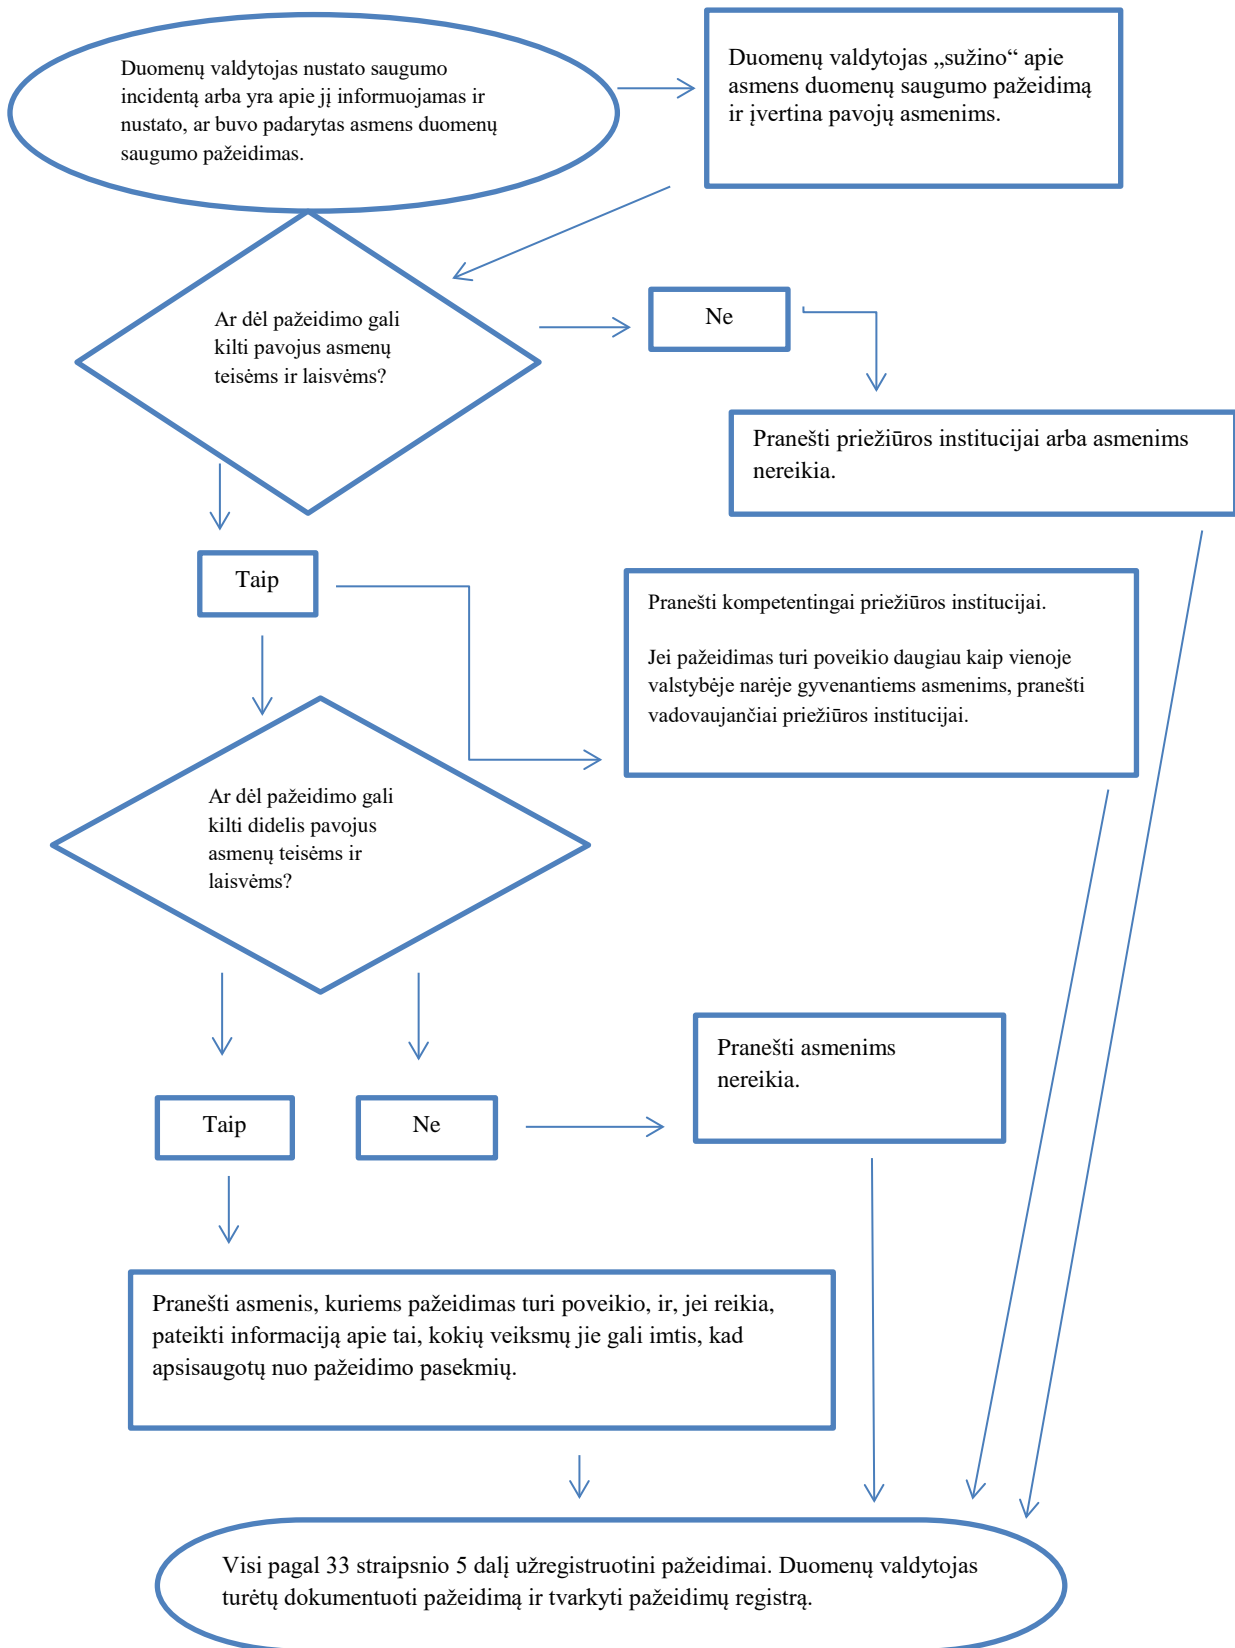 Duomenų valdytojas nustato saugumo
incidentą arba yra apie jį informuojamas ir
nustato, ar buvo padarytas asmens duomenų
saugumo pažeidimas.
Duomenų valdytojas „sužino“ apie
asmens duomenų saugumo pažeidimą
ir įvertina pavojų asmenims.
Ar dėl pažeidimo gali
kilti pavojus asmenų
teisėms ir laisvėms?
Ne
Pranešti priežiūros institucijai arba asmenims
nereikia.
Taip
Pranešti kompetentingai priežiūros institucijai.
Jei pažeidimas turi poveikio daugiau kaip vienoje
valstybėje narėje gyvenantiems asmenims, pranešti
vadovaujančiai priežiūros institucijai.
Ar dėl pažeidimo gali
kilti didelis pavojus
asmenų teisėms ir
laisvėms?
Pranešti asmenims
nereikia.
Taip
Ne
Pranešti asmenis, kuriems pažeidimas turi poveikio, ir, jei reikia,
pateikti informaciją apie tai, kokių veiksmų jie gali imtis, kad
apsisaugotų nuo pažeidimo pasekmių.
Visi pagal 33 straipsnio 5 dalį užregistruotini pažeidimai. Duomenų valdytojas
turėtų dokumentuoti pažeidimą ir tvarkyti pažeidimų registrą.